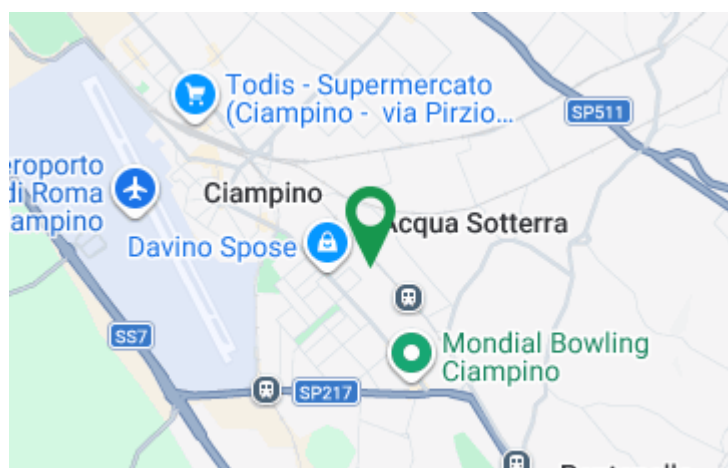 Todis - Supermercato
(Ciampino - via Pirzio...
SP511
eroporto
di Roma
ampino
Ciampino
Acqua Sotterra
Davino Spose
SS7
Mondial Bowling
Ciampino
SP217